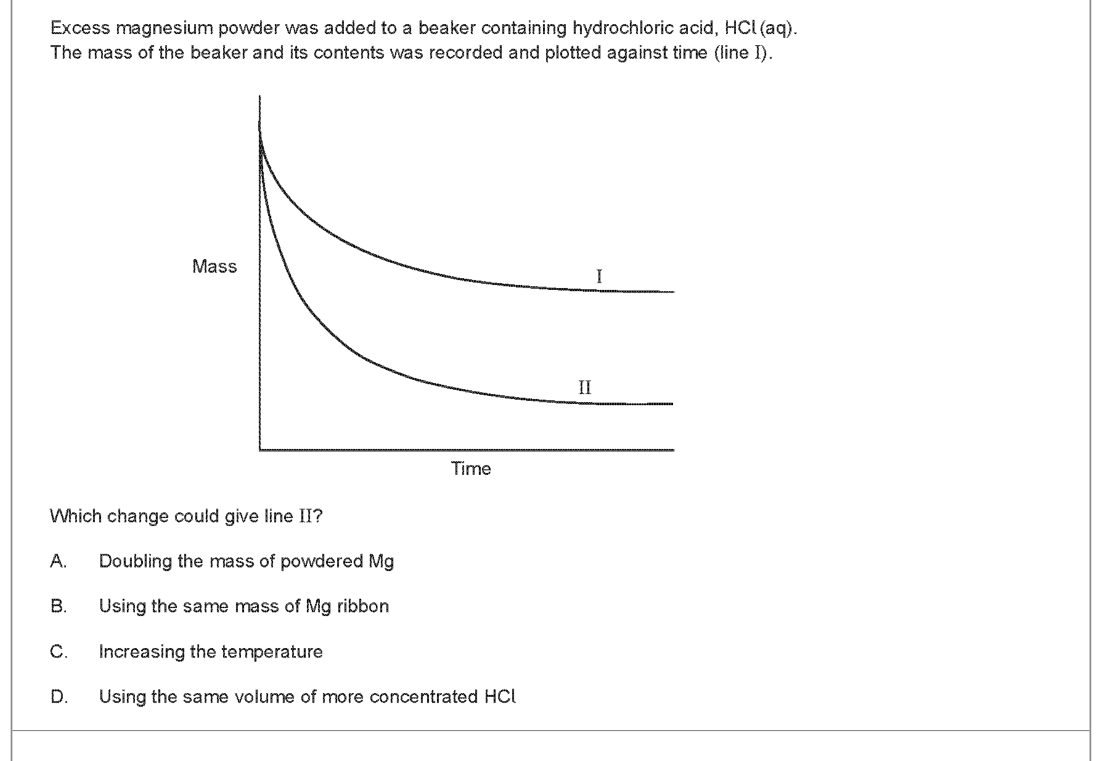 Excess magnesium powder was added to a beaker containing hydrochloric acid, HCl (aq).
The mass of the beaker and its contents was recorded and plotted against time (line I).
Mass
I
II
Time
Which change could give line II?
A. Doubling the mass of powdered Mg
B. Using the same mass of Mg ribbon
C. Increasing the temperature
D. Using the same volume of more concentrated HCl